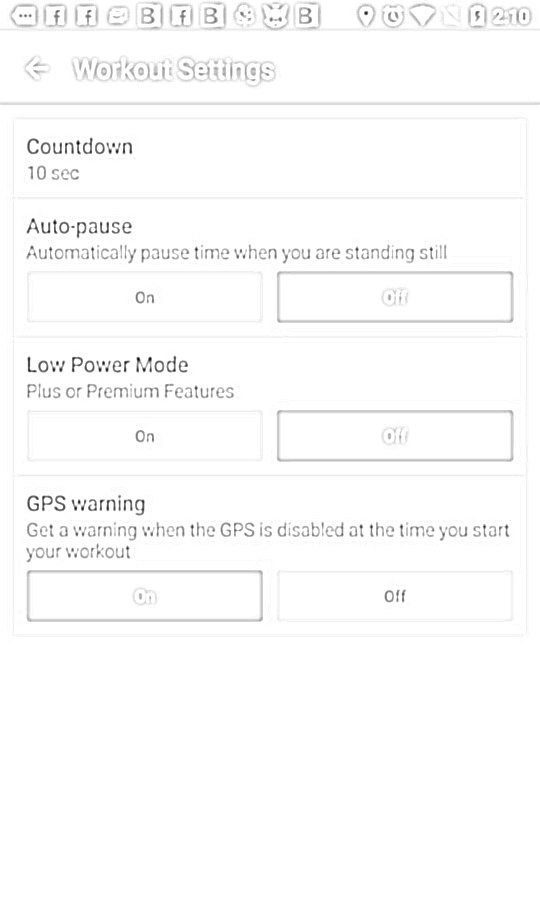 2:10
Workout Settings
Countdown
10 sec
Auto-pause
Automatically pause time when you are standing still
On
Off
Low Power Mode
Plus or Premium Features
On
Off
GPS warning
Get a warning when the GPS is disabled at the time you start
your workout
On
Off